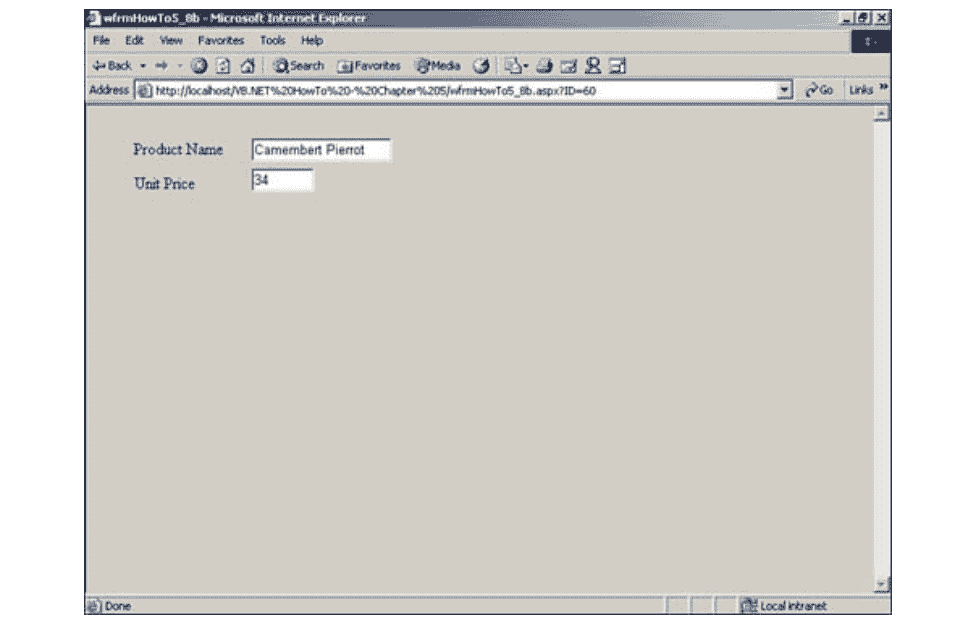 wfrmHowTo5_8b - Microsoft Internet Explorer
File Edit View Favorites Tools Help
Back Search Favorites Media
Address http://localhost/VB.NET%20HowTo%20-%20Chapter%205/wfrmHowTo5_8b.aspx?ID=60 Go Links »
Product Name Camembert Pierrot
Unit Price 34
Done Local intranet